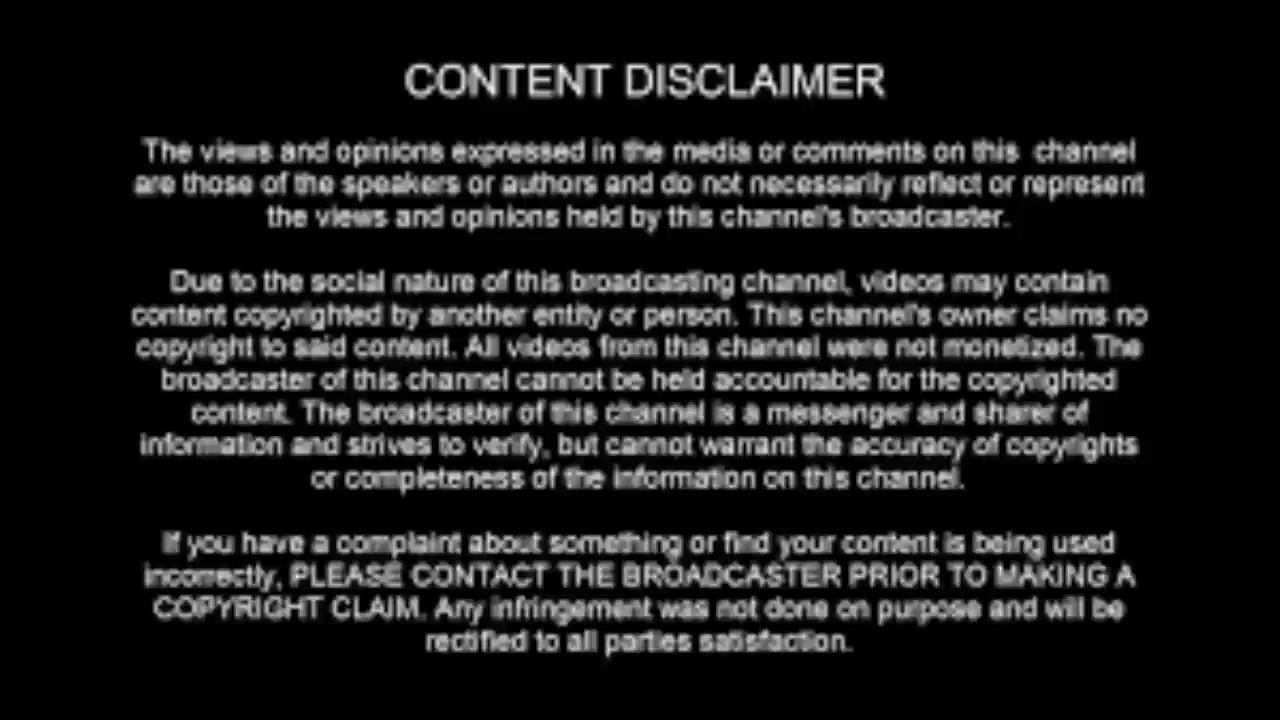 CONTENT DISCLAIMER
The views and opinions expressed in the media or comments on this channel
are those of the speakers or authors and do not necessarily reflect or represent
the views and opinions held by this channel's broadcaster.
Due to the social nature of this broadcasting channel, videos may contain
content copyrighted by another entity or person. This channel's owner claims no
copyright to said content. All videos from this channel were not monetized. The
broadcaster of this channel cannot be held accountable for the copyrighted
content. The broadcaster of this channel is a messenger and sharer of
information and strives to verify, but cannot warrant the accuracy of copyrights
or completeness of the information on this channel.
If you have a complaint about something or find your content is being used
incorrectly, PLEASE CONTACT THE BROADCASTER PRIOR TO MAKING A
COPYRIGHT CLAIM. Any infringement was not done on purpose and will be
rectified to all parties satisfaction.